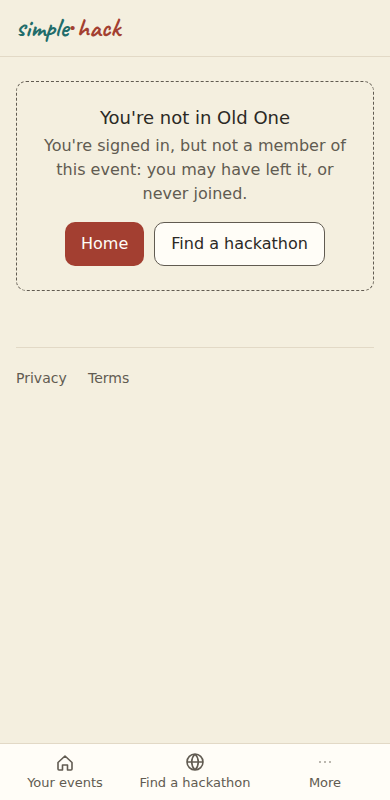 simple·hack
You're not in Old One
You're signed in, but not a member of
this event: you may have left it, or
never joined.
Home
Find a hackathon
Privacy
Terms
Your events
Find a hackathon
More